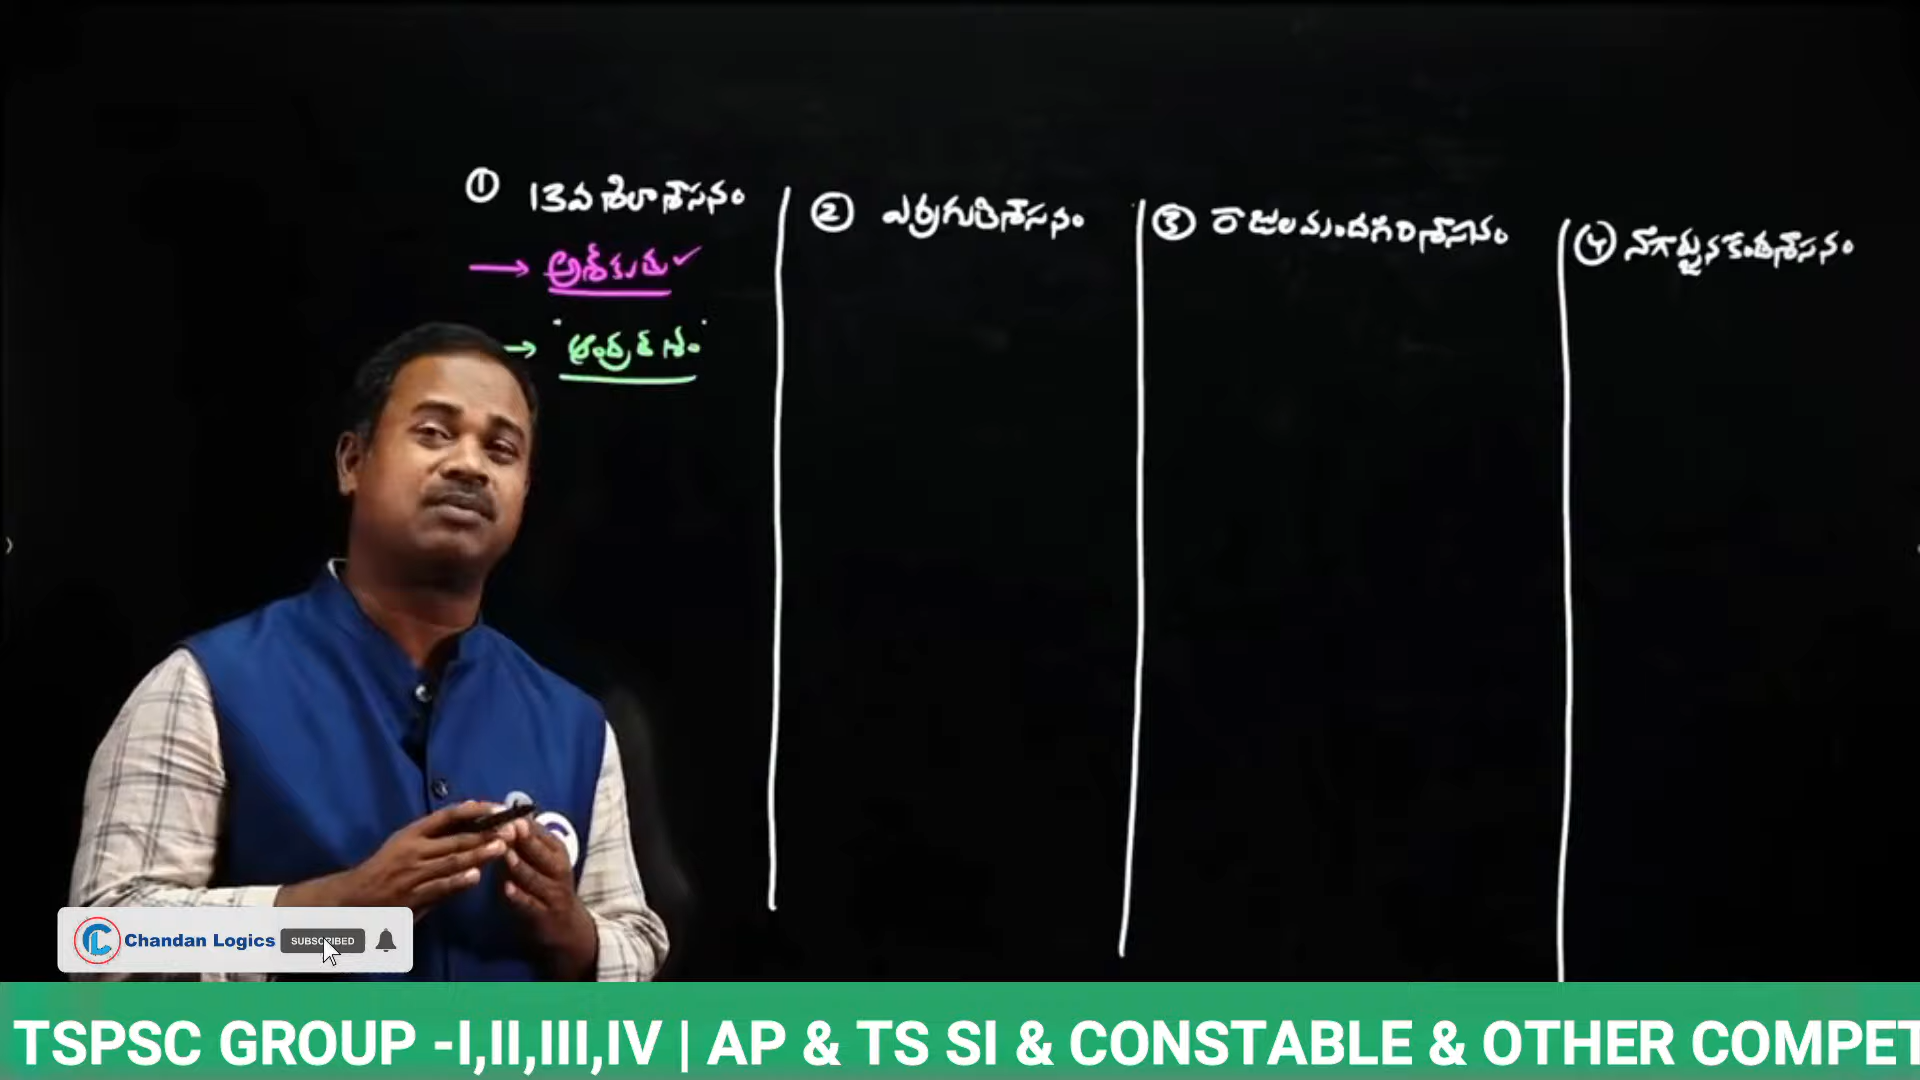 ① 13వ శిలాశాసనం
→ అశోకుడు ✓
→ "ఆంధ్రదేశం"
② ఎర్రగుడిశాసనం
③ రాజులమందగిరిశాసనం
④ నాగార్జునకొండశాసనం
Chandan Logics SUBSCRIBED
TSPSC GROUP -I,II,III,IV | AP & TS SI & CONSTABLE & OTHER COMPET